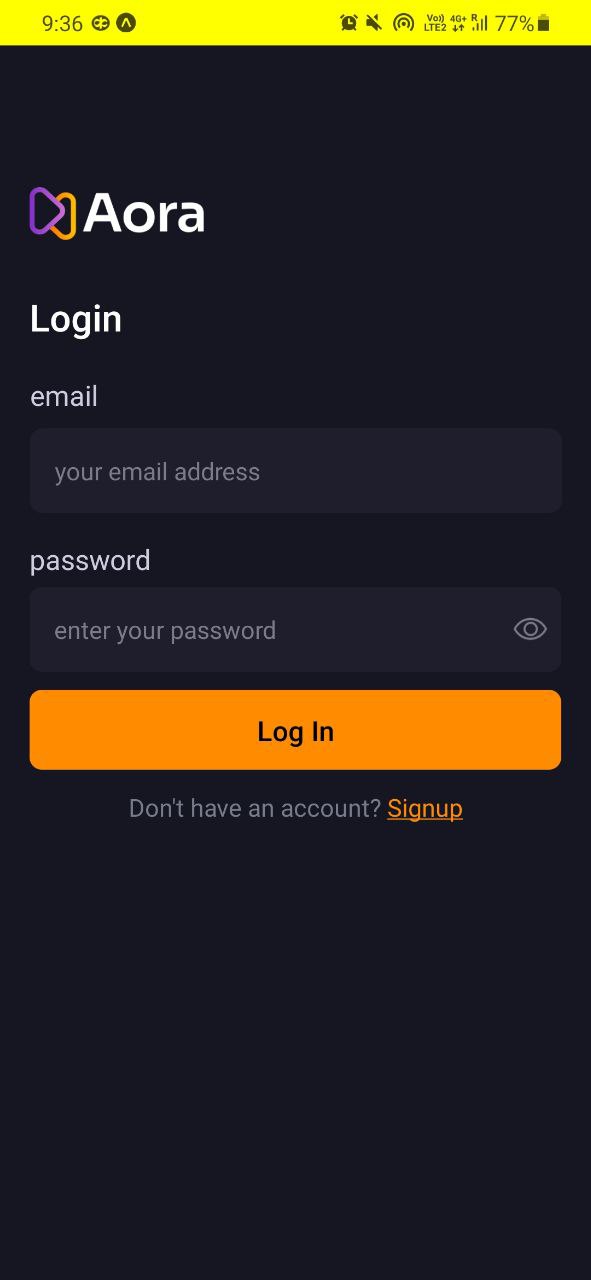 9:36 Vo)) LTE2 4G+ R 77%
Aora
Login
email
your email address
password
enter your password
Log In
Don't have an account? Signup